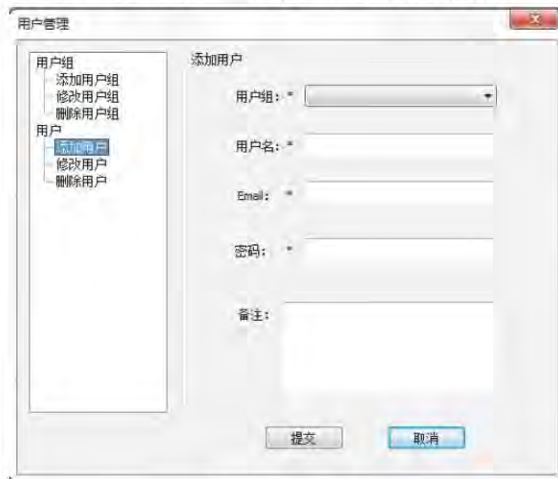 用户管理
用户组
添加用户组
修改用户组
删除用户组
用户
添加用户
修改用户
删除用户
添加用户
用户组: *
用户名: *
Email: *
密码: *
备注:
提交
取消